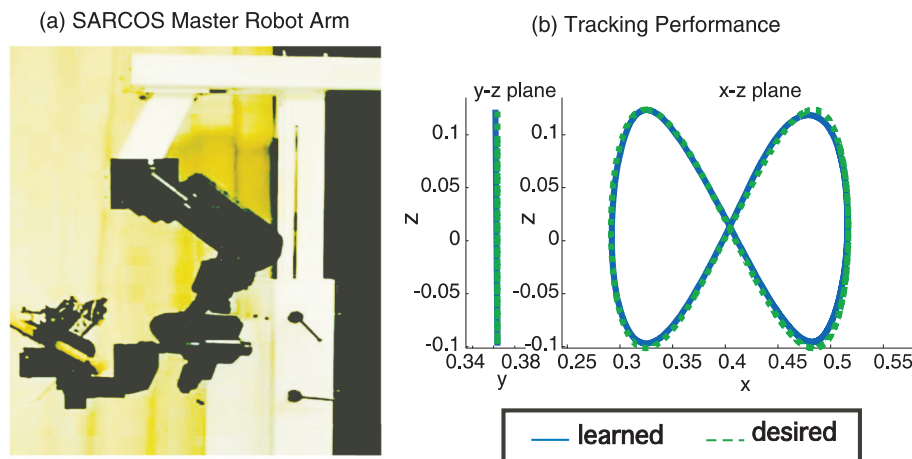 (a) SARCOS Master Robot Arm
(b) Tracking Performance
y-z plane
x-z plane
0.1
0.05
0
-0.05
-0.1
z
0.34
0.38
y
0.1
0.05
0
-0.05
-0.1
z
0.25
0.3
0.35
0.4
0.45
0.5
0.55
x
learned
desired